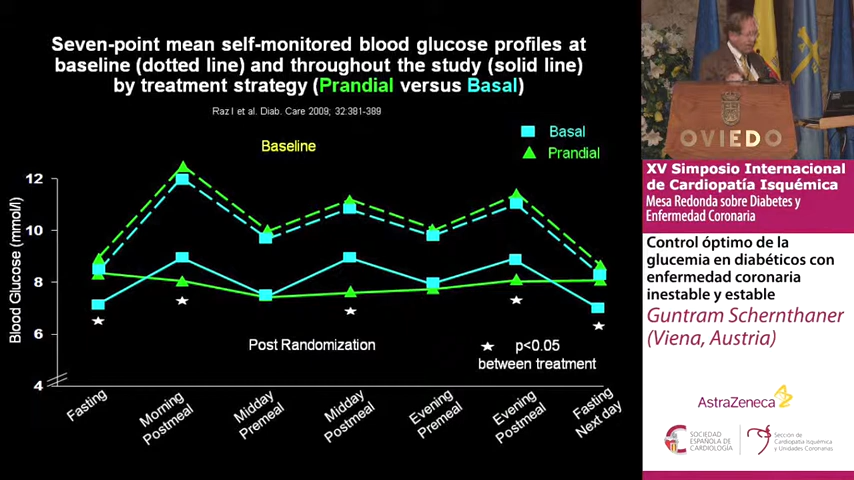 Seven-point mean self-monitored blood glucose profiles at
baseline (dotted line) and throughout the study (solid line)
by treatment strategy (Prandial versus Basal)
Raz I et al. Diab. Care 2009; 32:381-389
Baseline
Basal
Prandial
Blood Glucose (mmol/l)
12
10
8
6
4
Post Randomization
p<0.05
between treatment
Fasting
Morning
Postmeal
Midday
Premeal
Midday
Postmeal
Evening
Premeal
Evening
Postmeal
Fasting
Next day
OVIEDO
XV Simposio Internacional
de Cardiopatía Isquémica
Mesa Redonda sobre Diabetes y
Enfermedad Coronaria
Control óptimo de la
glucemia en diabéticos con
enfermedad coronaria
inestable y estable
Guntram Schernthaner
(Viena, Austria)
AstraZeneca
SOCIEDAD
ESPAÑOLA DE
CARDIOLOGÍA
Sección de
Cardiopatía Isquémica
y Unidades Coronarias